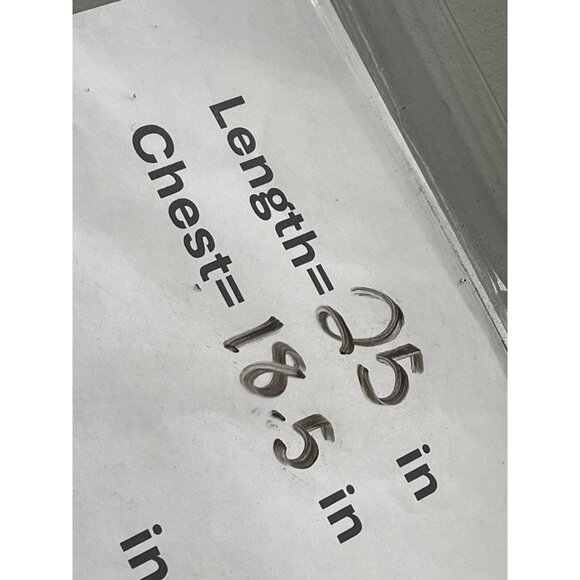 Length= 25 in
Chest= 18.5 in
in